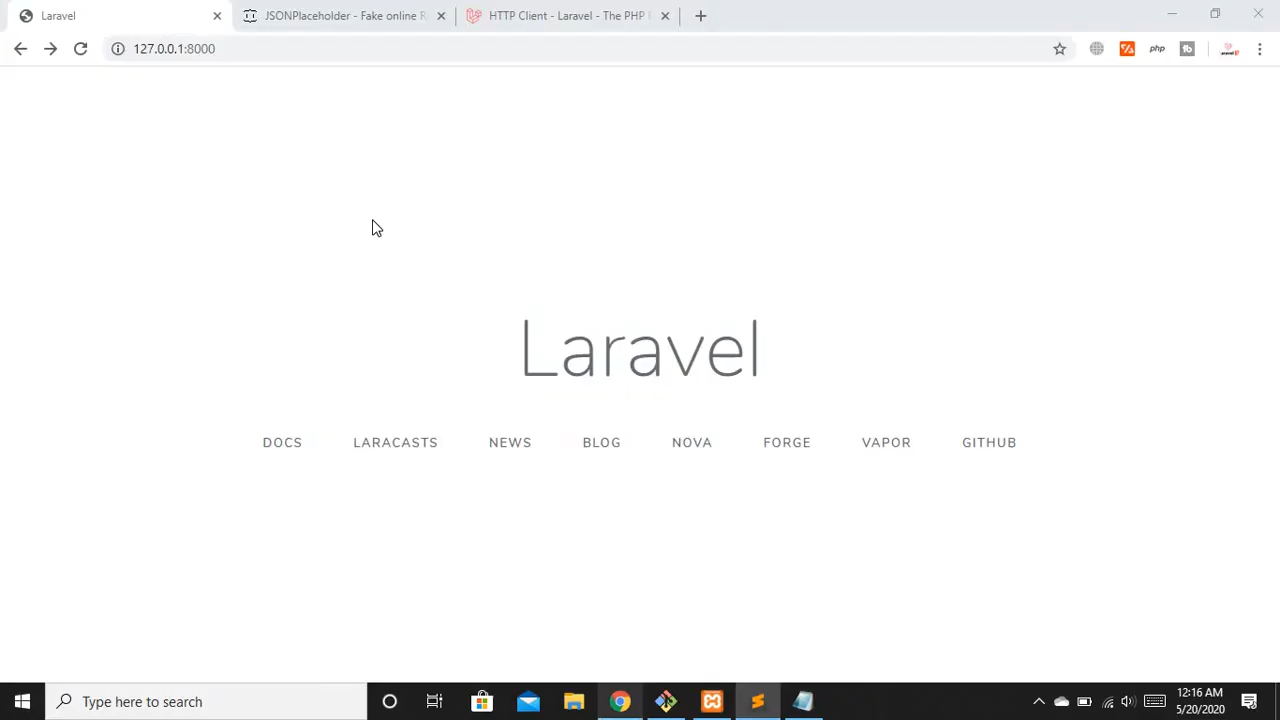 Laravel
JSONPlaceholder - Fake online R
HTTP Client - Laravel - The PHP F
127.0.0.1:8000
php
Laravel
DOCS LARACASTS NEWS BLOG NOVA FORGE VAPOR GITHUB
Type here to search
12:16 AM
5/20/2020